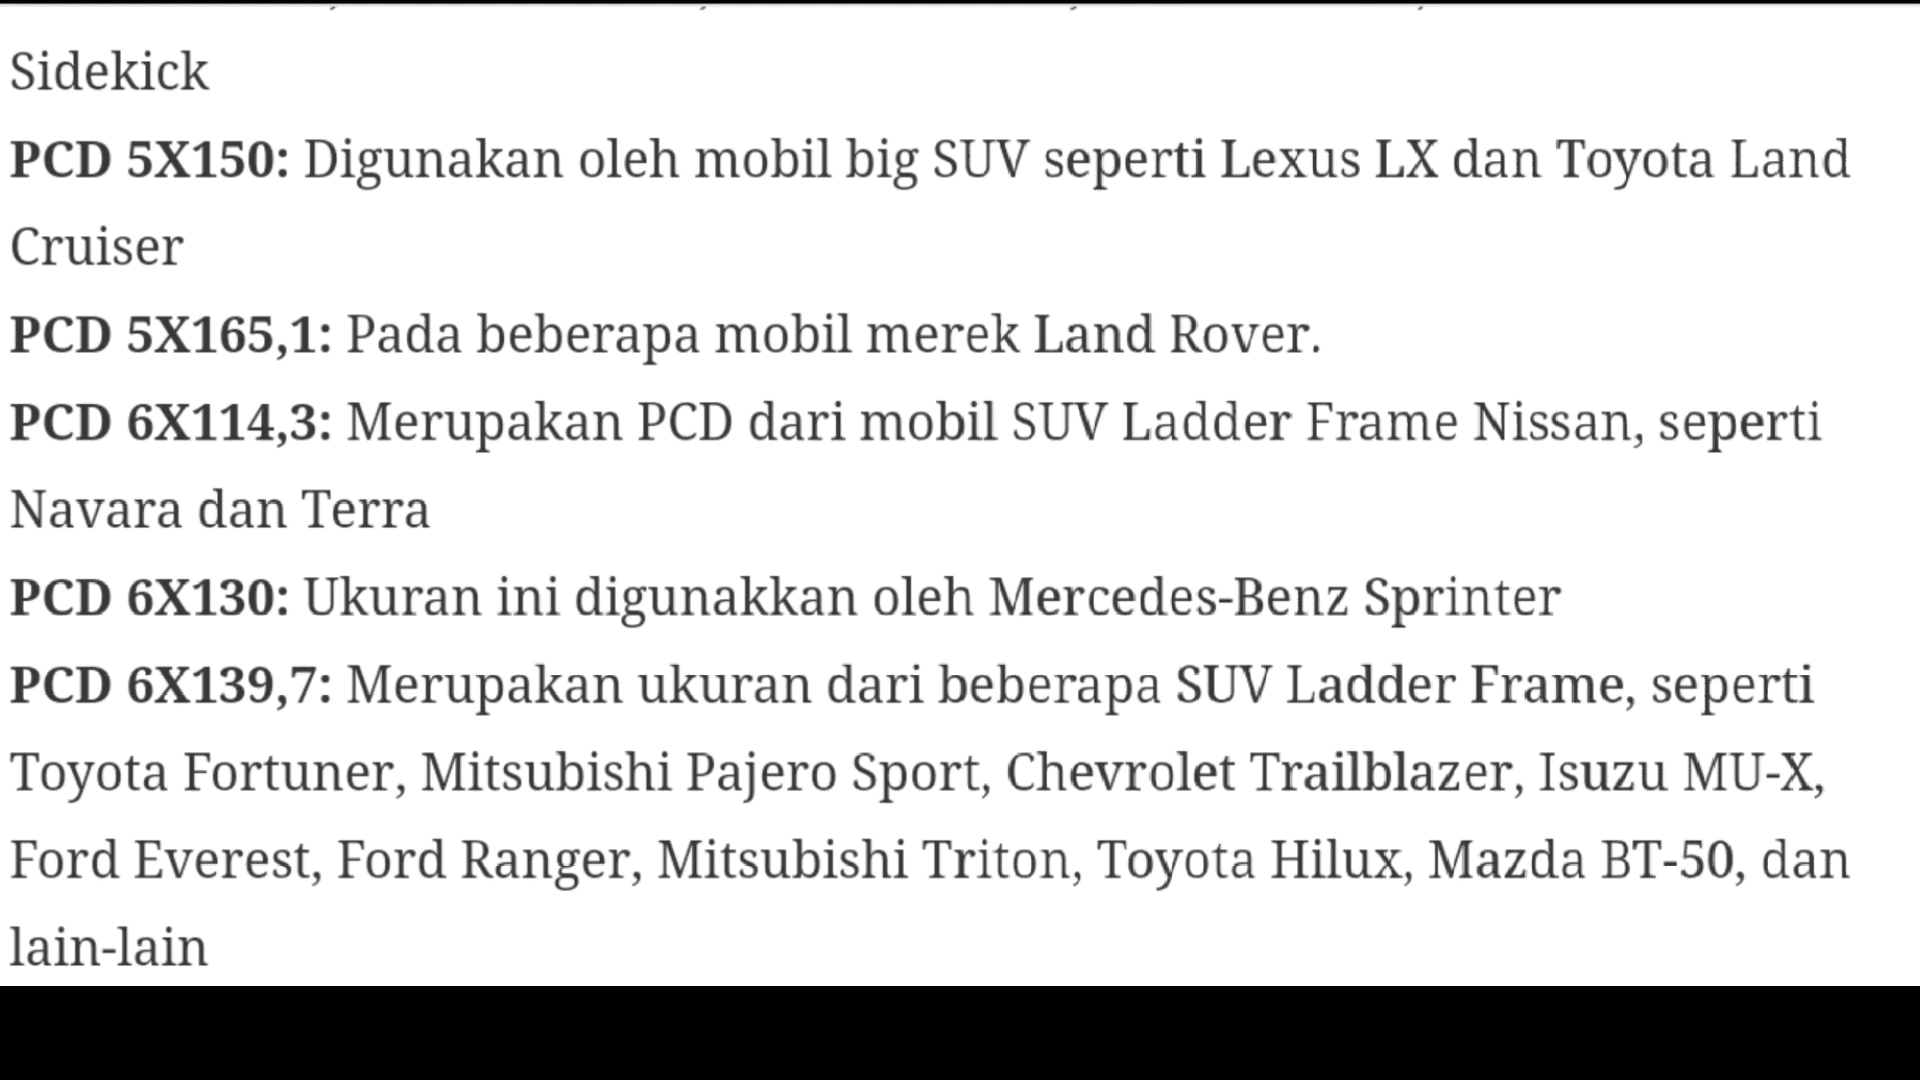 Sidekick
PCD 5X150: Digunakan oleh mobil big SUV seperti Lexus LX dan Toyota Land
Cruiser
PCD 5X165,1: Pada beberapa mobil merek Land Rover.
PCD 6X114,3: Merupakan PCD dari mobil SUV Ladder Frame Nissan, seperti
Navara dan Terra
PCD 6X130: Ukuran ini digunakkan oleh Mercedes-Benz Sprinter
PCD 6X139,7: Merupakan ukuran dari beberapa SUV Ladder Frame, seperti
Toyota Fortuner, Mitsubishi Pajero Sport, Chevrolet Trailblazer, Isuzu MU-X,
Ford Everest, Ford Ranger, Mitsubishi Triton, Toyota Hilux, Mazda BT-50, dan
lain-lain